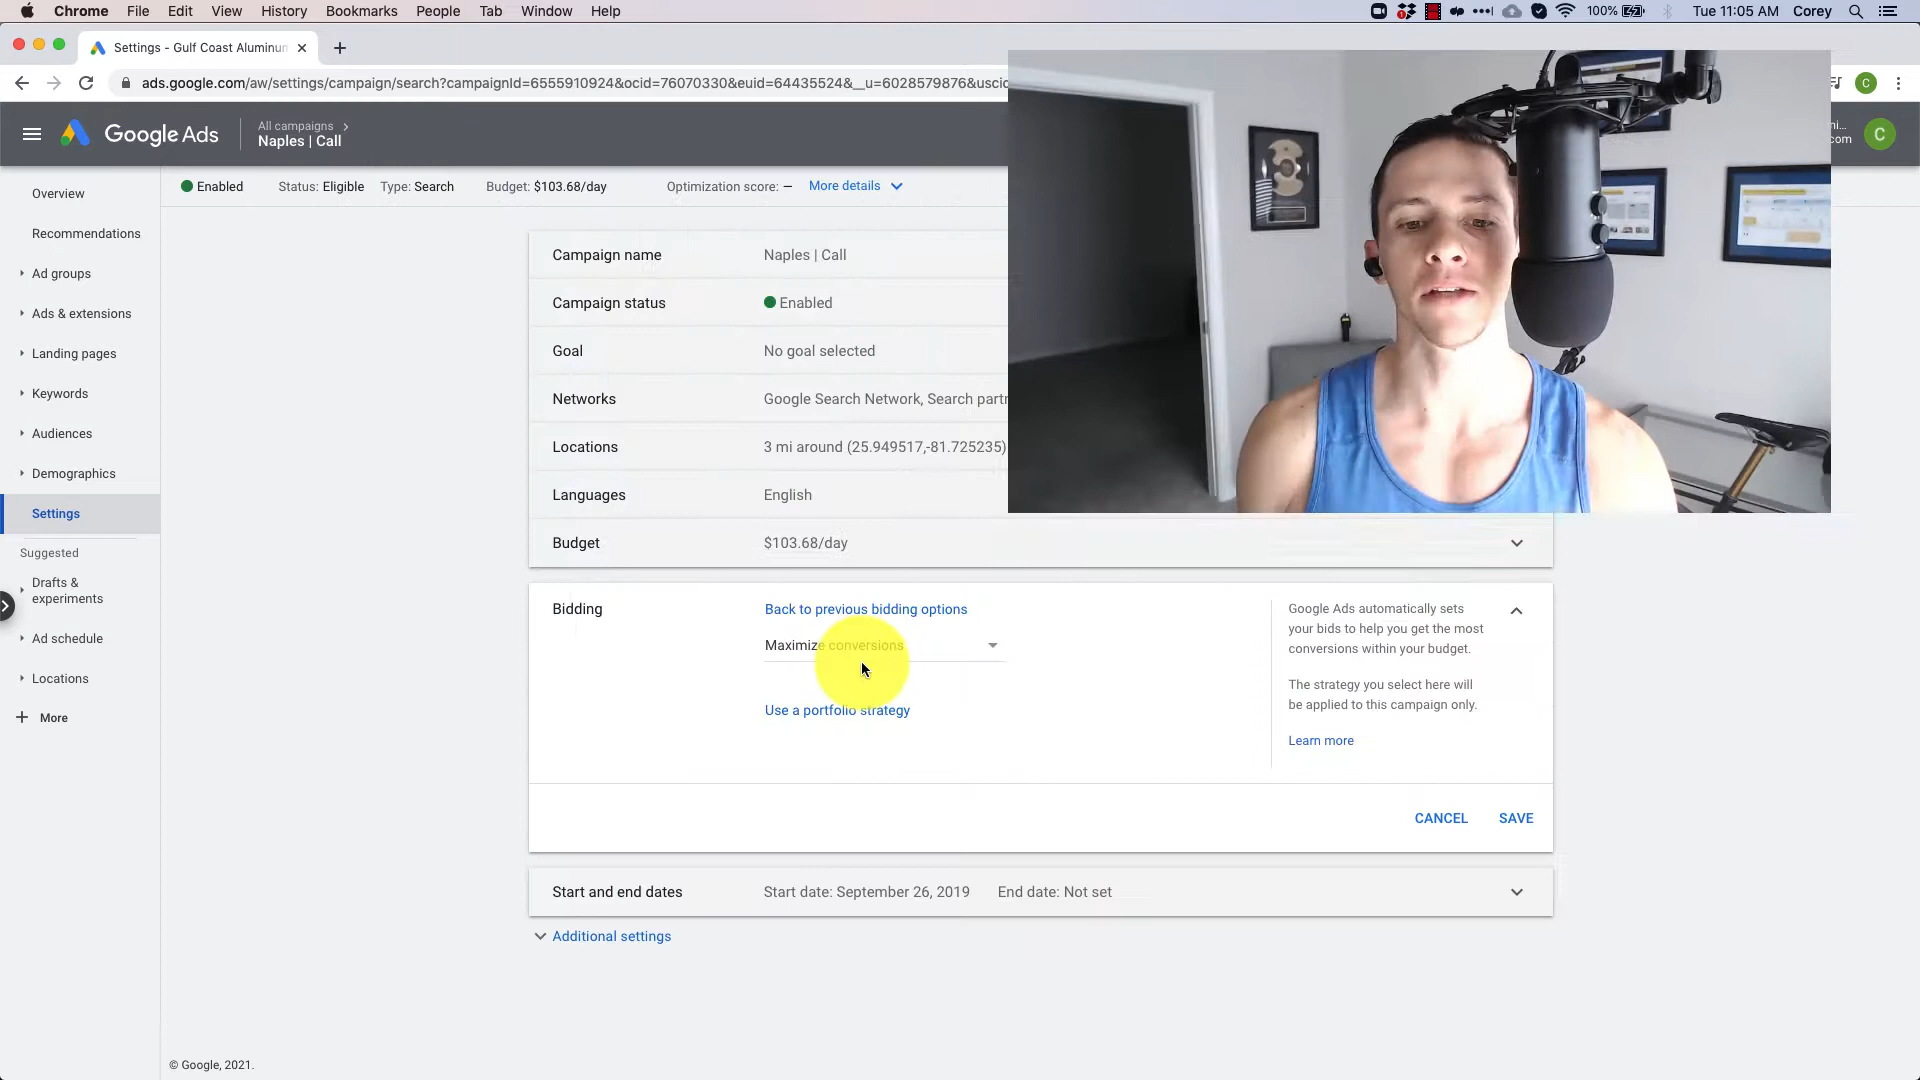 Chrome File Edit View History Bookmarks People Tab Window Help 100% Tue 11:05 AM Corey
Settings - Gulf Coast Aluminum
ads.google.com/aw/settings/campaign/search?campaignId=6555910924&ocid=76070330&euid=64435524&__u=6028579876&uscid
C
Google Ads
All campaigns
Naples | Call
com
C
Enabled Status: Eligible Type: Search Budget: $103.68/day Optimization score: — More details
Overview
Recommendations
Ad groups
Ads & extensions
Landing pages
Keywords
Audiences
Demographics
Settings
Suggested
Drafts &
experiments
Ad schedule
Locations
More
Campaign name Naples | Call
Campaign status Enabled
Goal No goal selected
Networks Google Search Network, Search partn
Locations 3 mi around (25.949517,-81.725235)
Languages English
Budget $103.68/day
Bidding
Back to previous bidding options
Maximize conversions
Use a portfolio strategy
Google Ads automatically sets
your bids to help you get the most
conversions within your budget.
The strategy you select here will
be applied to this campaign only.
Learn more
CANCEL SAVE
Start and end dates Start date: September 26, 2019 End date: Not set
Additional settings
© Google, 2021.